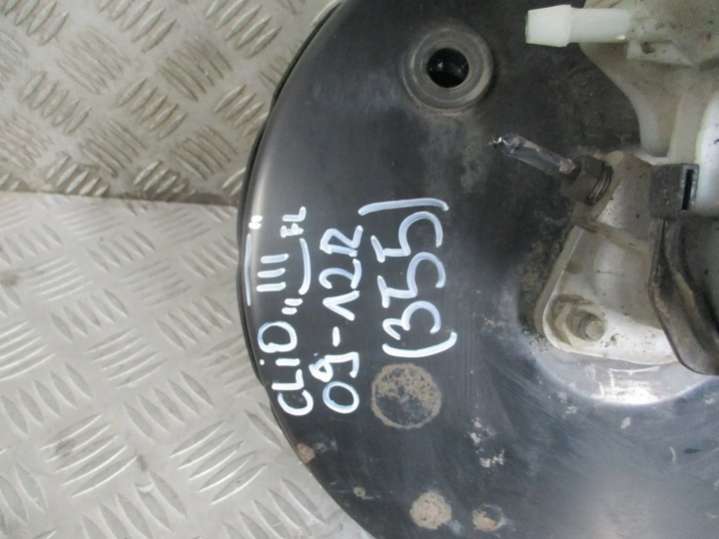 CLiO "III" FL
09-12R
(355)